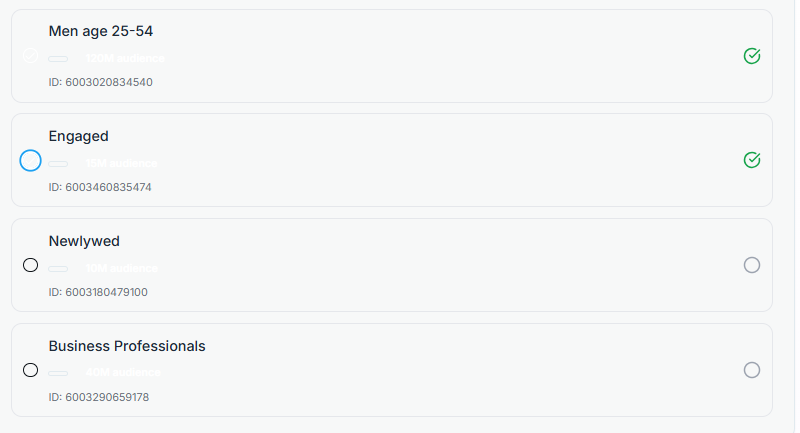 Men age 25-54
120M audience
ID: 6003020834540
Engaged
15M audience
ID: 6003460835474
Newlywed
10M audience
ID: 6003180479100
Business Professionals
40M audience
ID: 6003290659178